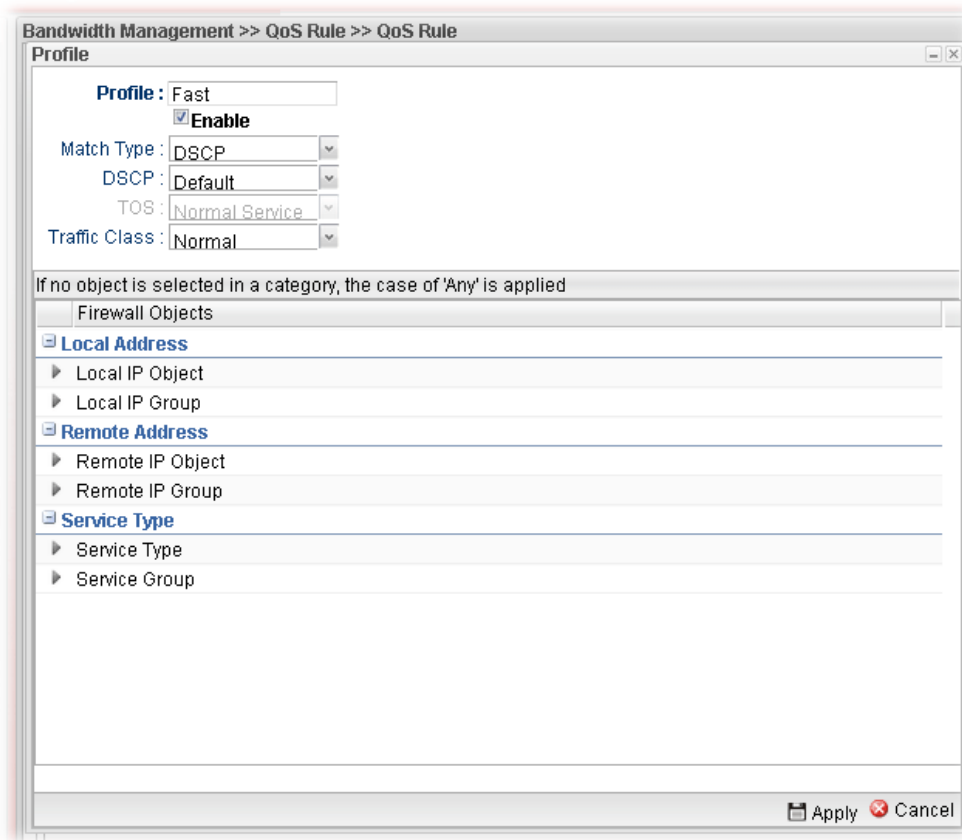 Bandwidth Management >> QoS Rule >> QoS Rule
Profile
Profile : Fast
Enable
Match Type : DSCP
DSCP : Default
TOS : Normal Service
Traffic Class : Normal
If no object is selected in a category, the case of 'Any' is applied
Firewall Objects
Local Address
Local IP Object
Local IP Group
Remote Address
Remote IP Object
Remote IP Group
Service Type
Service Type
Service Group
Apply Cancel